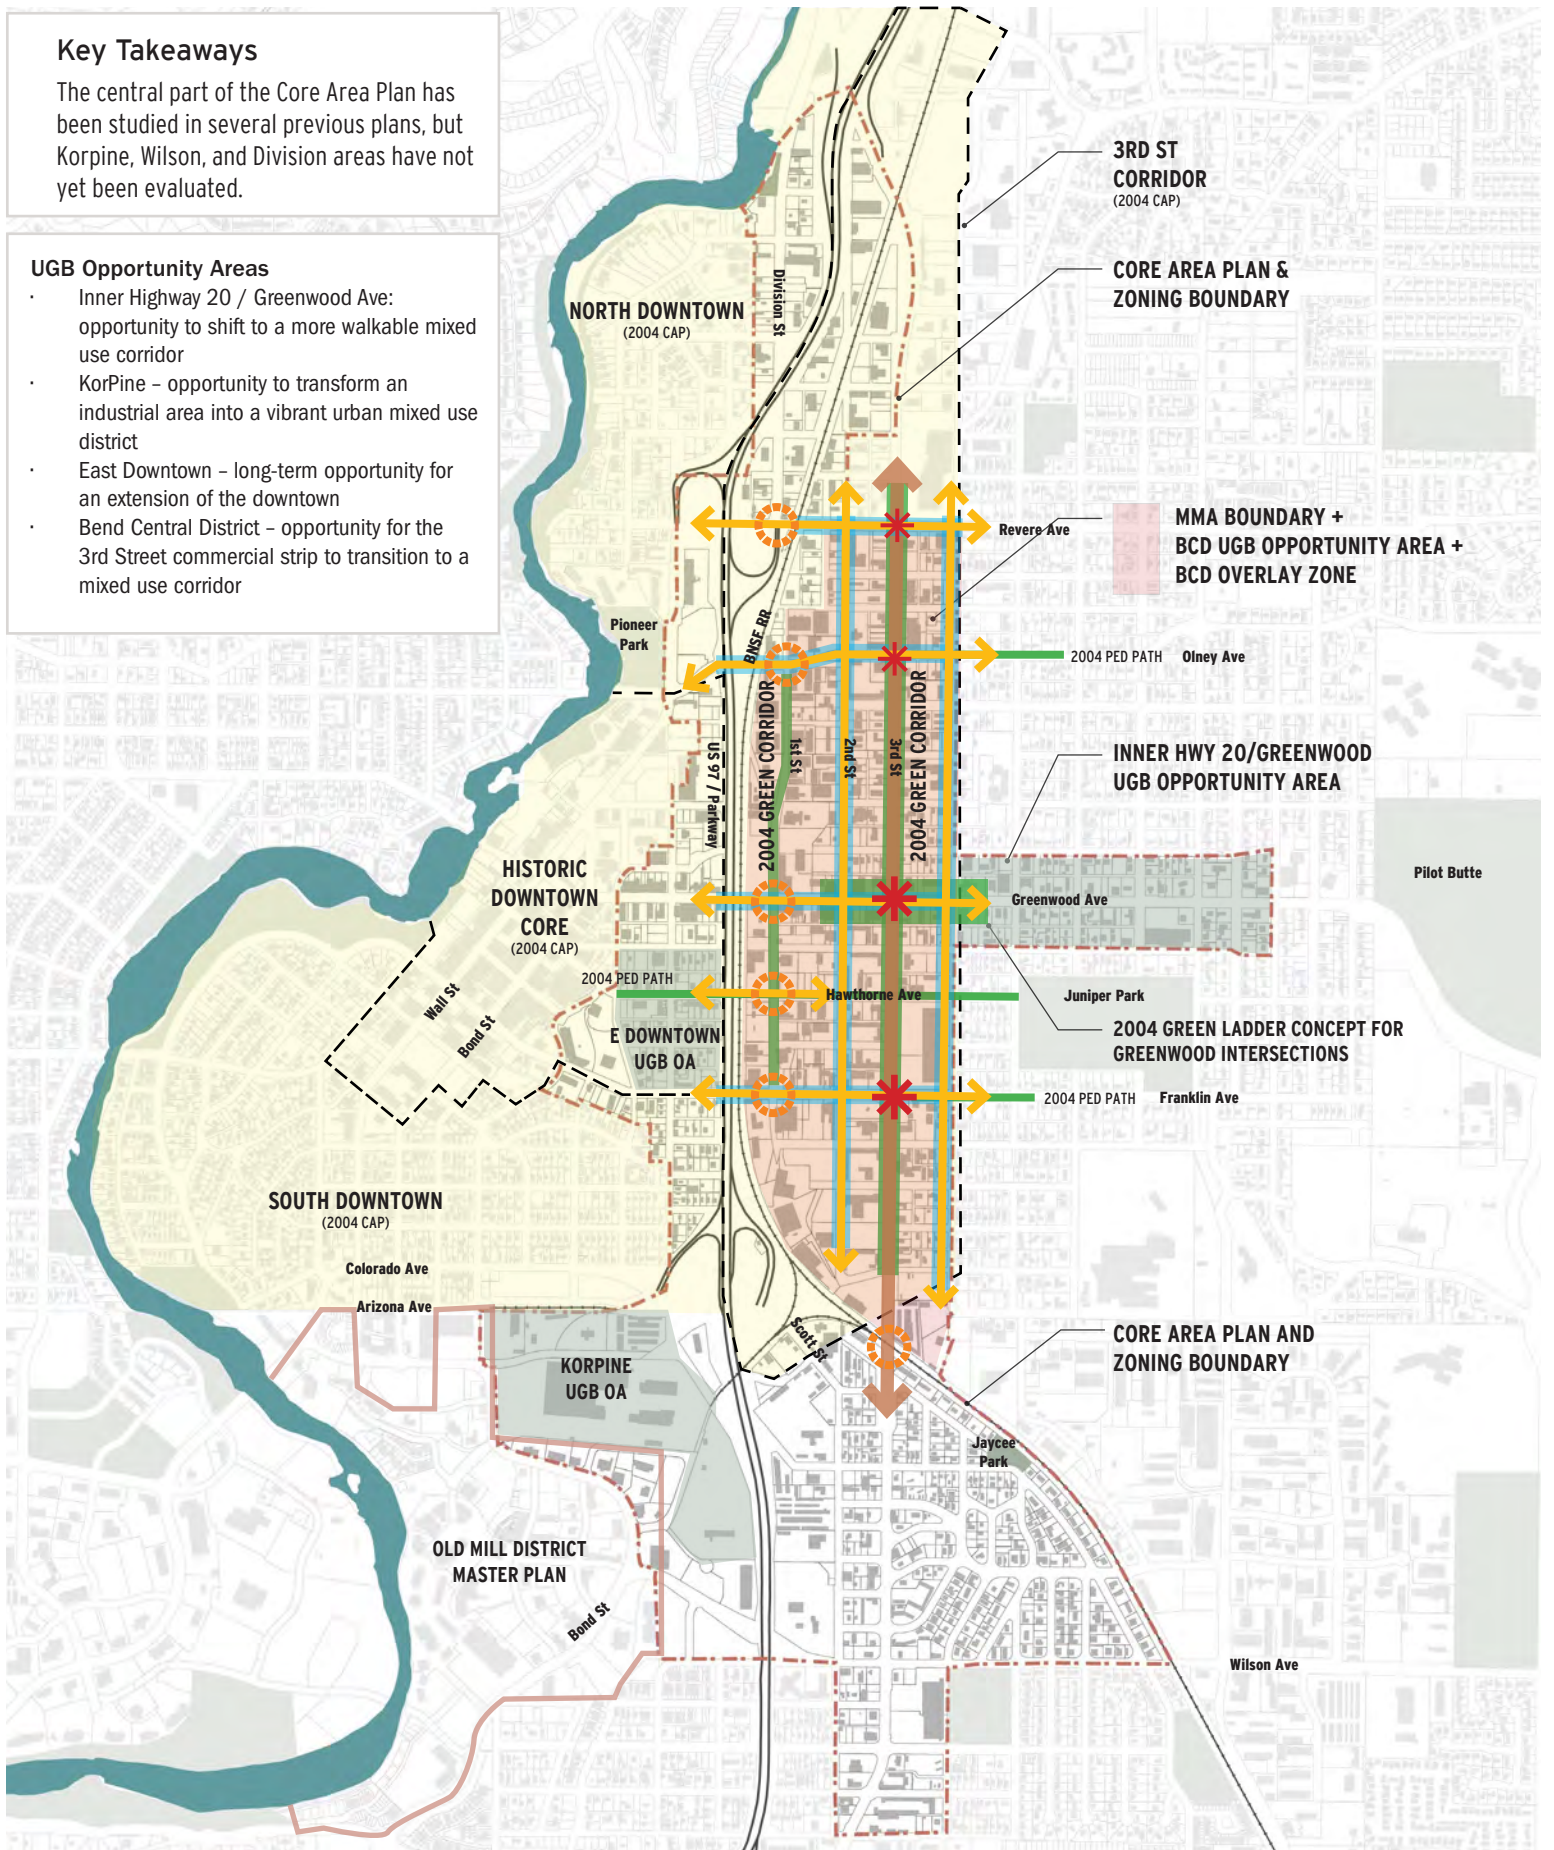 Key Takeaways
The central part of the Core Area Plan has
been studied in several previous plans, but
Korpine, Wilson, and Division areas have not
yet been evaluated.
UGB Opportunity Areas
· Inner Highway 20 / Greenwood Ave:
opportunity to shift to a more walkable mixed
use corridor
· KorPine – opportunity to transform an
industrial area into a vibrant urban mixed use
district
· East Downtown – long-term opportunity for
an extension of the downtown
· Bend Central District – opportunity for the
3rd Street commercial strip to transition to a
mixed use corridor
3RD ST
CORRIDOR
(2004 CAP)
CORE AREA PLAN &
ZONING BOUNDARY
Division St
NORTH DOWNTOWN
(2004 CAP)
Revere Ave
MMA BOUNDARY +
BCD UGB OPPORTUNITY AREA +
BCD OVERLAY ZONE
Pioneer
Park
BNSF RR
2004 PED PATH
Olney Ave
US 97 / Parkway
2004 GREEN CORRIDOR
1st St
2nd St
3rd St
2004 GREEN CORRIDOR
INNER HWY 20/GREENWOOD
UGB OPPORTUNITY AREA
HISTORIC
DOWNTOWN
CORE
(2004 CAP)
Greenwood Ave
Pilot Butte
2004 PED PATH
Hawthorne Ave
Juniper Park
Wall St
Bond St
E DOWNTOWN
UGB OA
2004 GREEN LADDER CONCEPT FOR
GREENWOOD INTERSECTIONS
2004 PED PATH
Franklin Ave
SOUTH DOWNTOWN
(2004 CAP)
Colorado Ave
Arizona Ave
Scott St
CORE AREA PLAN AND
ZONING BOUNDARY
KORPINE
UGB OA
Jaycee
Park
OLD MILL DISTRICT
MASTER PLAN
Bond St
Wilson Ave